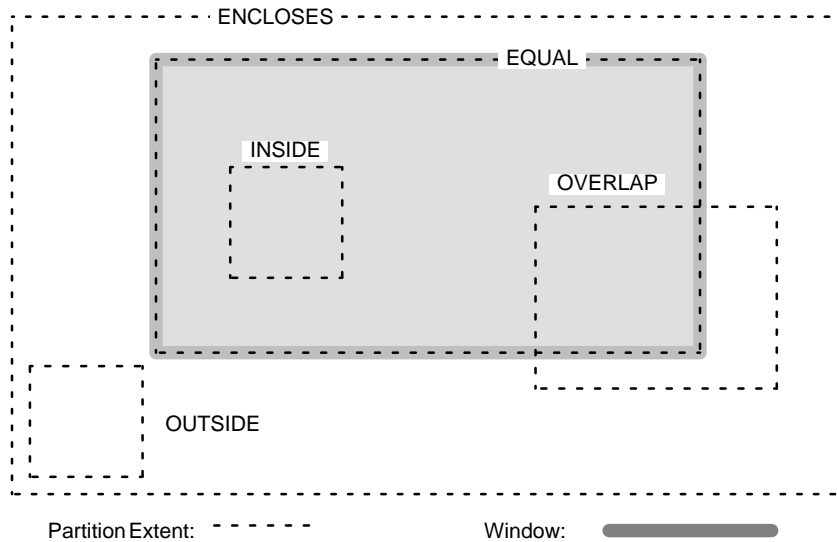 ENCLOSES
EQUAL
INSIDE
OVERLAP
OUTSIDE
Partition Extent:
Window: